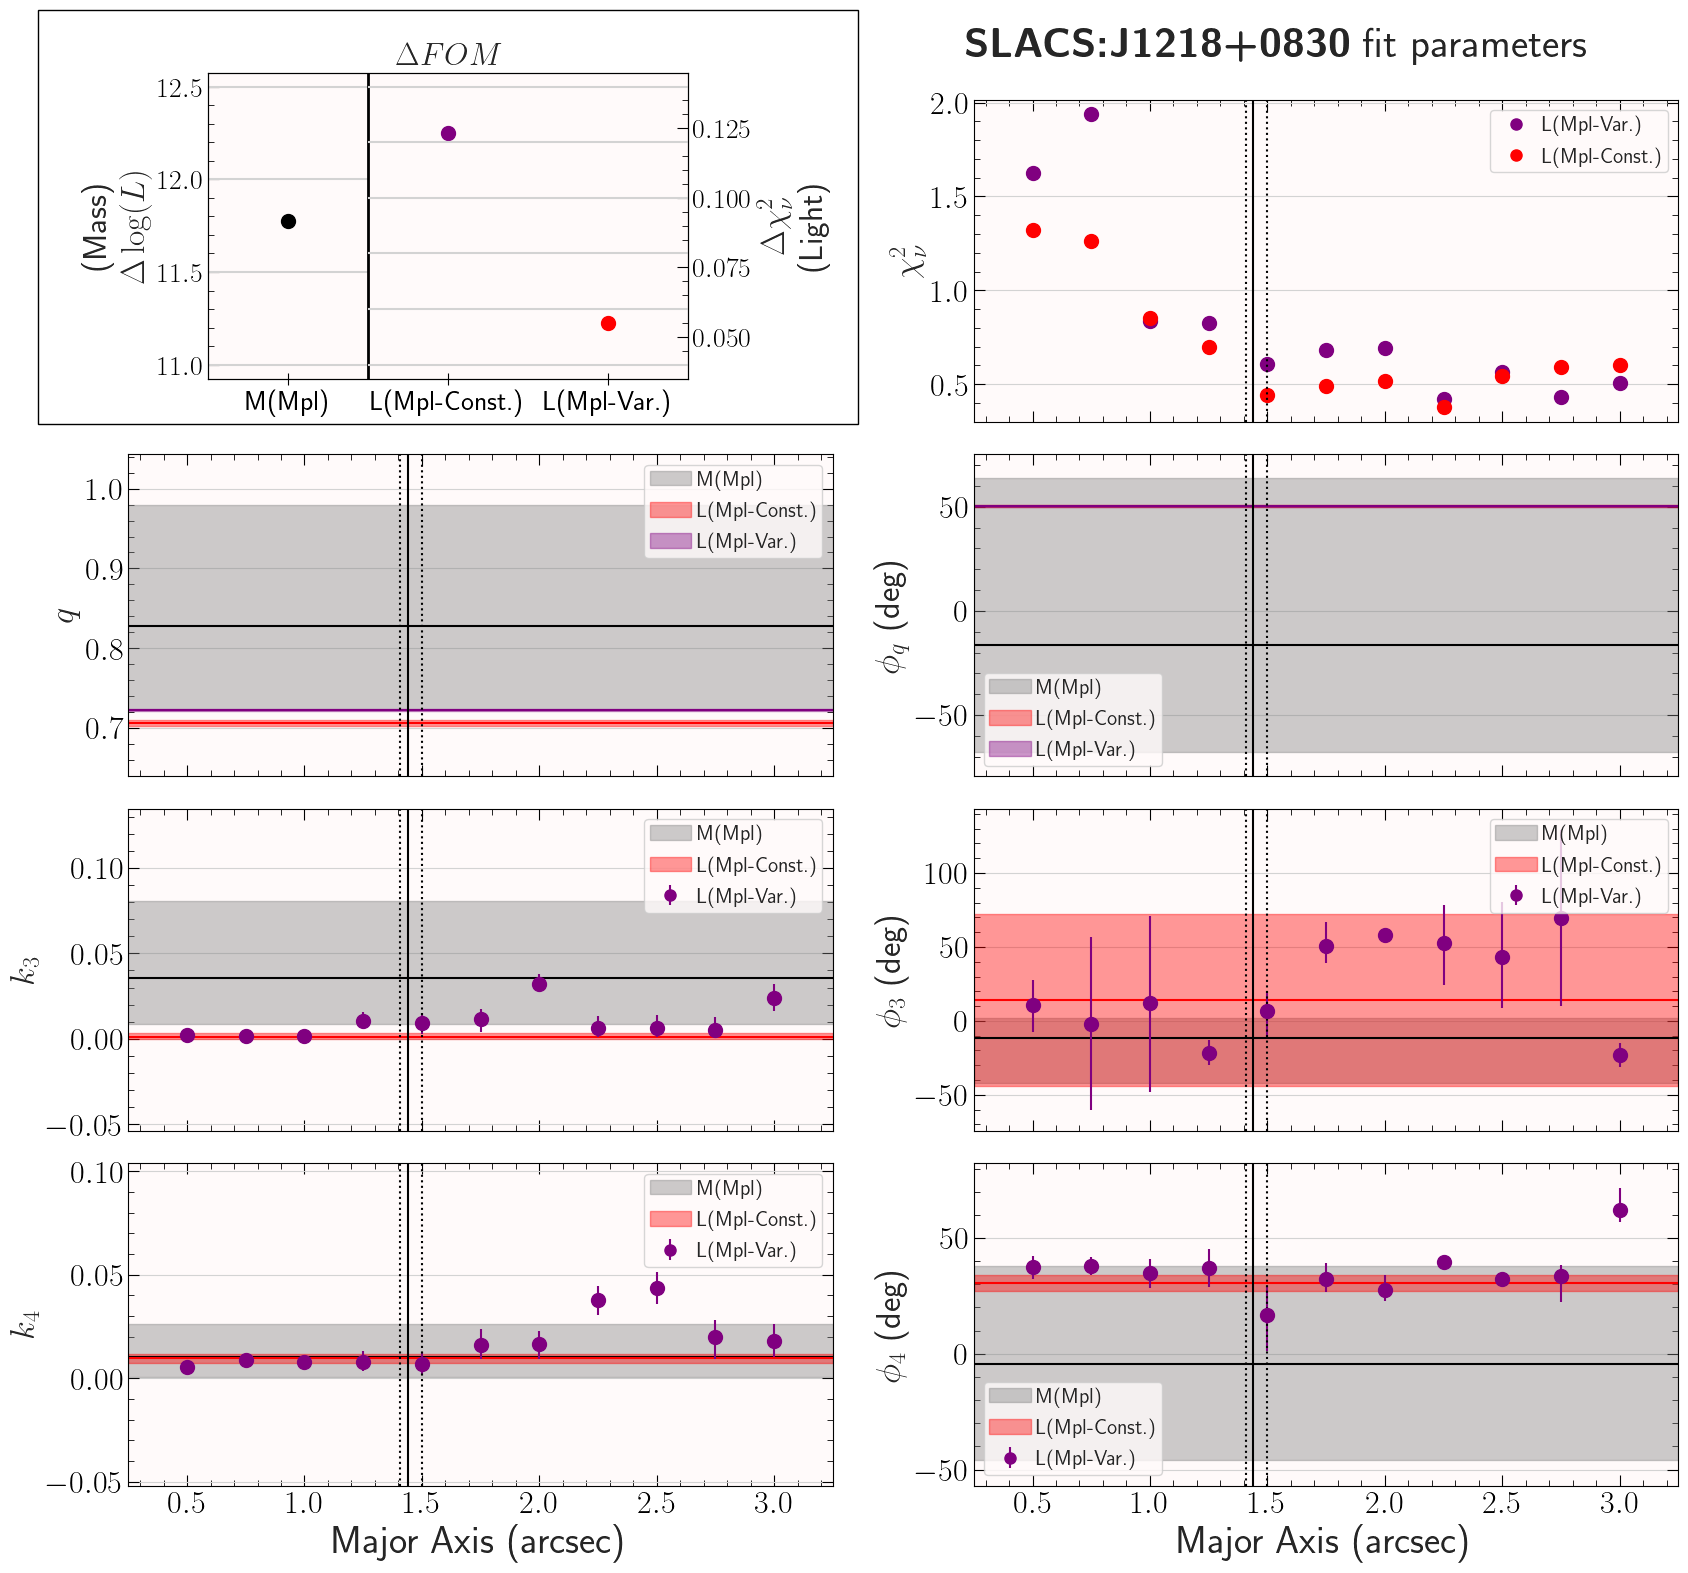 SLACS:J1218+0830 fit parameters
ΔFOM
(Mass)
Δ log(L)
12.5
12.0
11.5
11.0
0.125
0.100
0.075
0.050
Δχ²_ν
(Light)
M(Mpl) L(Mpl-Const.) L(Mpl-Var.)
χ²_ν
2.0
1.5
1.0
0.5
L(Mpl-Var.)
L(Mpl-Const.)
q
1.0
0.9
0.8
0.7
M(Mpl)
L(Mpl-Const.)
L(Mpl-Var.)
ϕ_q (deg)
50
0
−50
M(Mpl)
L(Mpl-Const.)
L(Mpl-Var.)
k_3
0.10
0.05
0.00
−0.05
M(Mpl)
L(Mpl-Const.)
L(Mpl-Var.)
ϕ_3 (deg)
100
50
0
−50
M(Mpl)
L(Mpl-Const.)
L(Mpl-Var.)
k_4
0.10
0.05
0.00
−0.05
M(Mpl)
L(Mpl-Const.)
L(Mpl-Var.)
0.5 1.0 1.5 2.0 2.5 3.0
Major Axis (arcsec)
ϕ_4 (deg)
50
0
−50
M(Mpl)
L(Mpl-Const.)
L(Mpl-Var.)
0.5 1.0 1.5 2.0 2.5 3.0
Major Axis (arcsec)